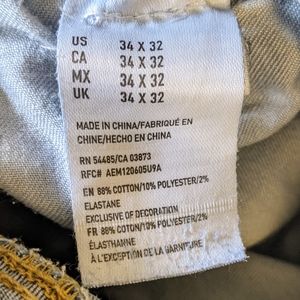 US 34 X 32
CA 34 X 32
MX 34 X 32
UK 34 X 32
MADE IN CHINA/FABRIQUÉ EN
CHINE/HECHO EN CHINA
RN 54485/CA 03873
RFC# AEM120605U9A
EN 88% COTTON/10% POLYESTER/2%
ELASTANE
EXCLUSIVE OF DECORATION
FR 88% COTTON/10% POLYESTER/2%
ÉLASTHANNE
À L'EXCEPTION DE LA GARNITURE